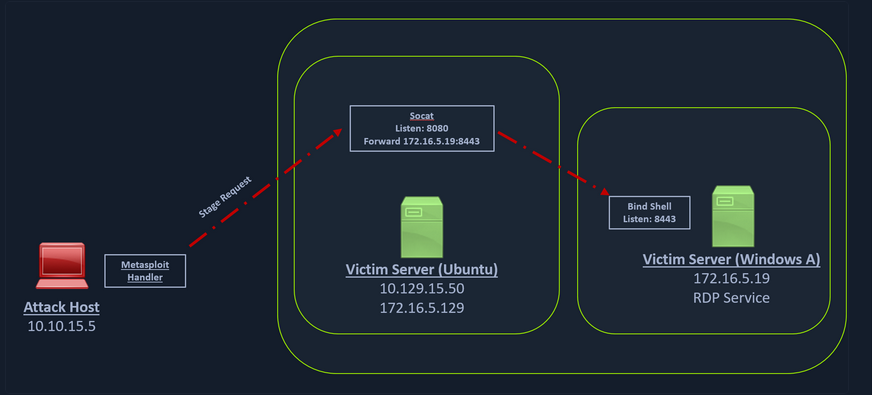 Socat
Listen: 8080
Forward 172.16.5.19:8443
Stage Request
Bind Shell
Listen: 8443
Metasploit
Handler
Victim Server (Ubuntu)
10.129.15.50
172.16.5.129
Victim Server (Windows A)
172.16.5.19
RDP Service
Attack Host
10.10.15.5